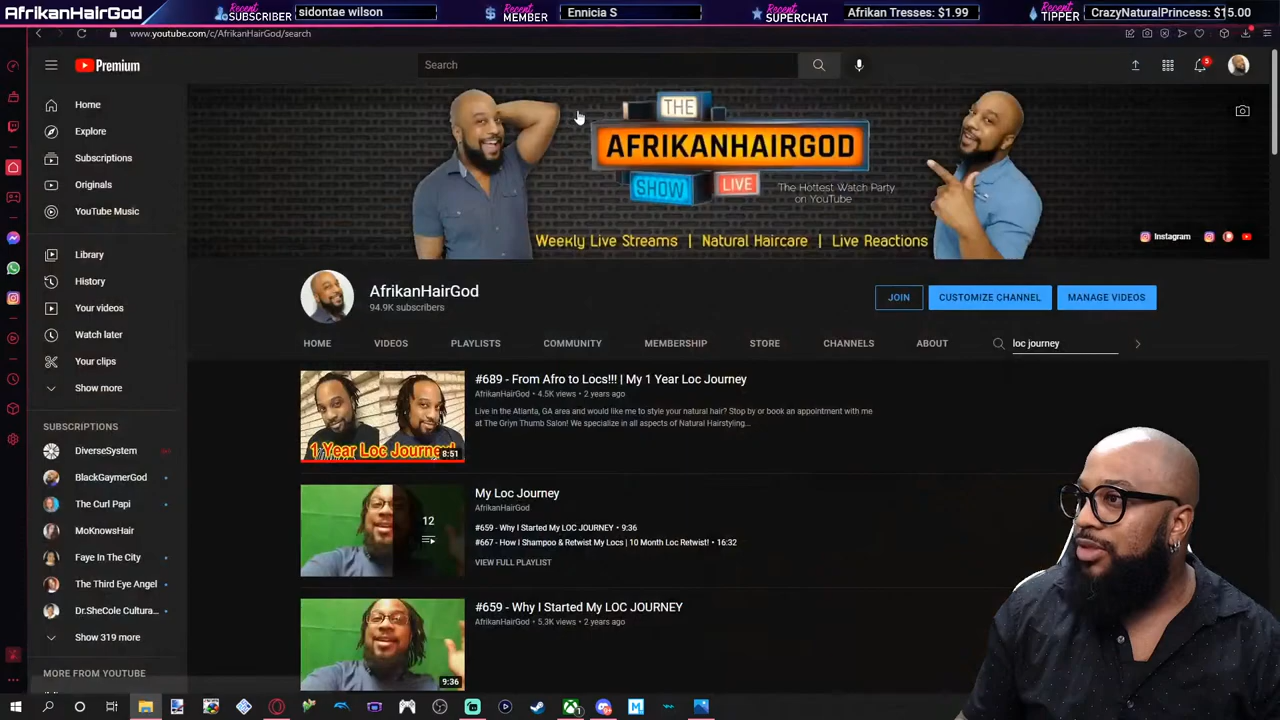 AfrikanHairGod
Recent SUBSCRIBER sidontae wilson
Recent MEMBER Ennicia S
Recent SUPERCHAT Afrikan Tresses: $1.99
Recent TIPPER CrazyNaturalPrincess: $15.00
www.youtube.com/c/AfrikanHairGod/search
Premium
Search
5
Home
Explore
Subscriptions
Originals
YouTube Music
Library
History
Your videos
Watch later
Your clips
Show more
SUBSCRIPTIONS
DiverseSystem
BlackGaymerGod
The Curl Papi
MoKnowsHair
Faye In The City
The Third Eye Angel
Dr.SheCole Cultura...
Show 319 more
MORE FROM YOUTUBE
THE
AFRIKANHAIRGOD
SHOW LIVE
The Hottest Watch Party
on YouTube
Weekly Live Streams | Natural Haircare | Live Reactions
Instagram
AfrikanHairGod
94.9K subscribers
JOIN
CUSTOMIZE CHANNEL
MANAGE VIDEOS
HOME VIDEOS PLAYLISTS COMMUNITY MEMBERSHIP STORE CHANNELS ABOUT loc journey
1 Year Loc Journey!
8:51
#689 - From Afro to Locs!!! | My 1 Year Loc Journey
AfrikanHairGod • 4.5K views • 2 years ago
Live in the Atlanta, GA area and would like me to style your natural hair? Stop by or book an appointment with me
at The Griyn Thumb Salon! We specialize in all aspects of Natural Hairstyling...
12
My Loc Journey
AfrikanHairGod
#659 - Why I Started My LOC JOURNEY • 9:36
#667 - How I Shampoo & Retwist My Locs | 10 Month Loc Retwist! • 16:32
VIEW FULL PLAYLIST
9:36
#659 - Why I Started My LOC JOURNEY
AfrikanHairGod • 5.3K views • 2 years ago